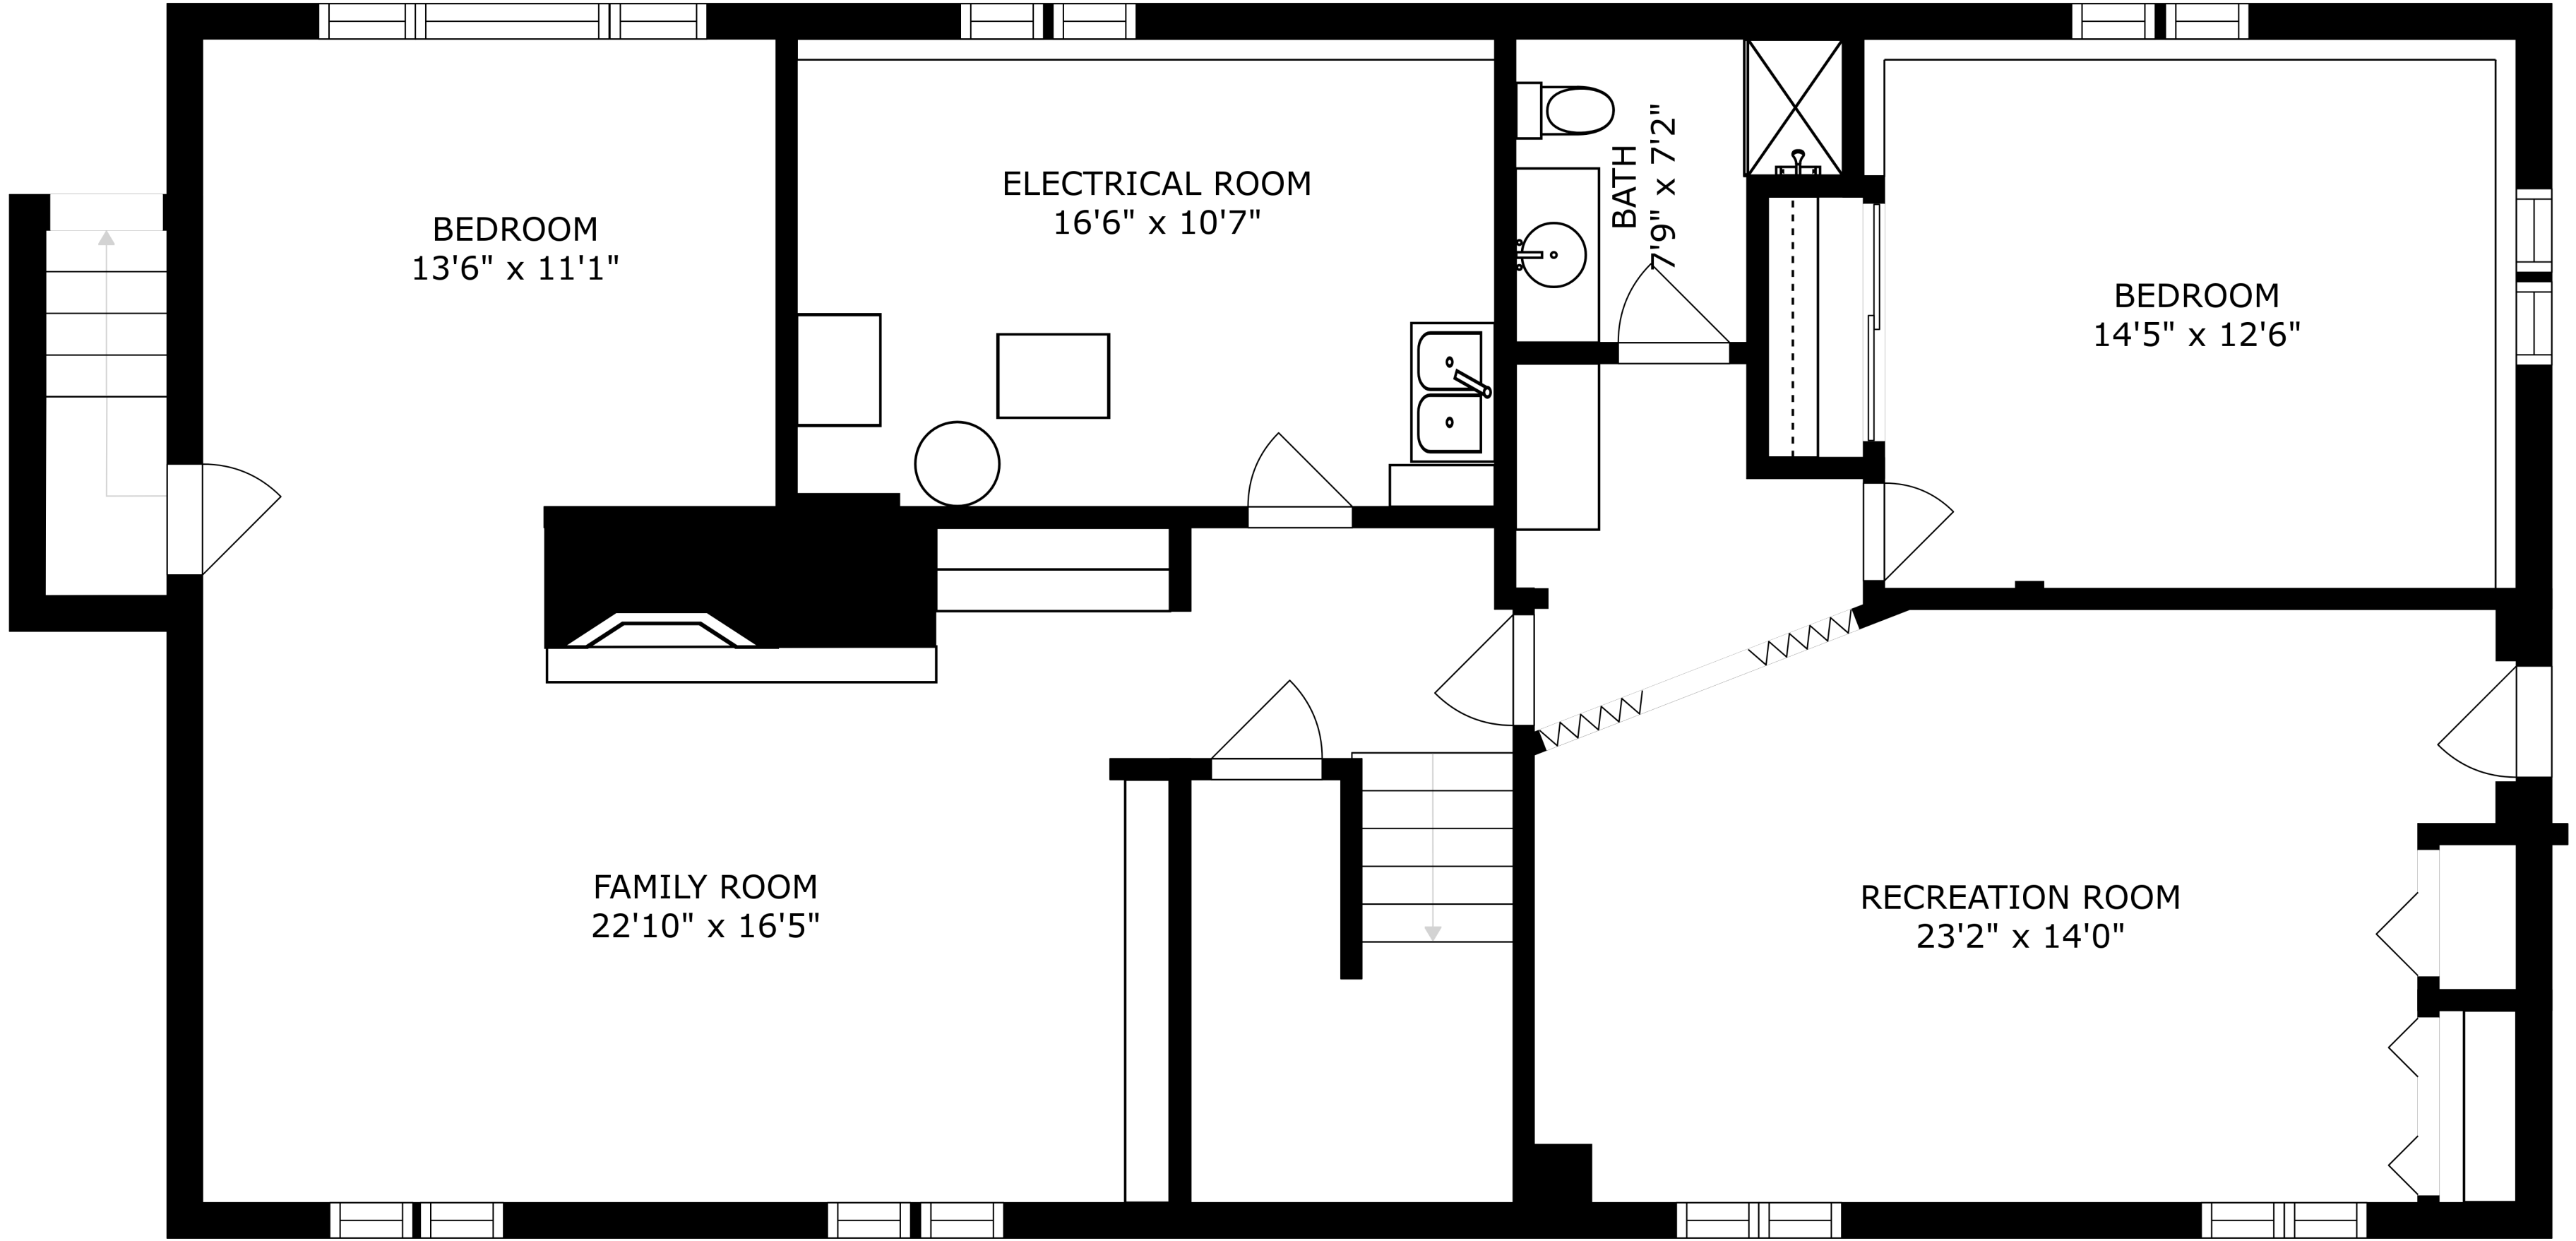 BEDROOM
13'6" x 11'1"
ELECTRICAL ROOM
16'6" x 10'7"
BATH
7'9" x 7'2"
BEDROOM
14'5" x 12'6"
FAMILY ROOM
22'10" x 16'5"
RECREATION ROOM
23'2" x 14'0"